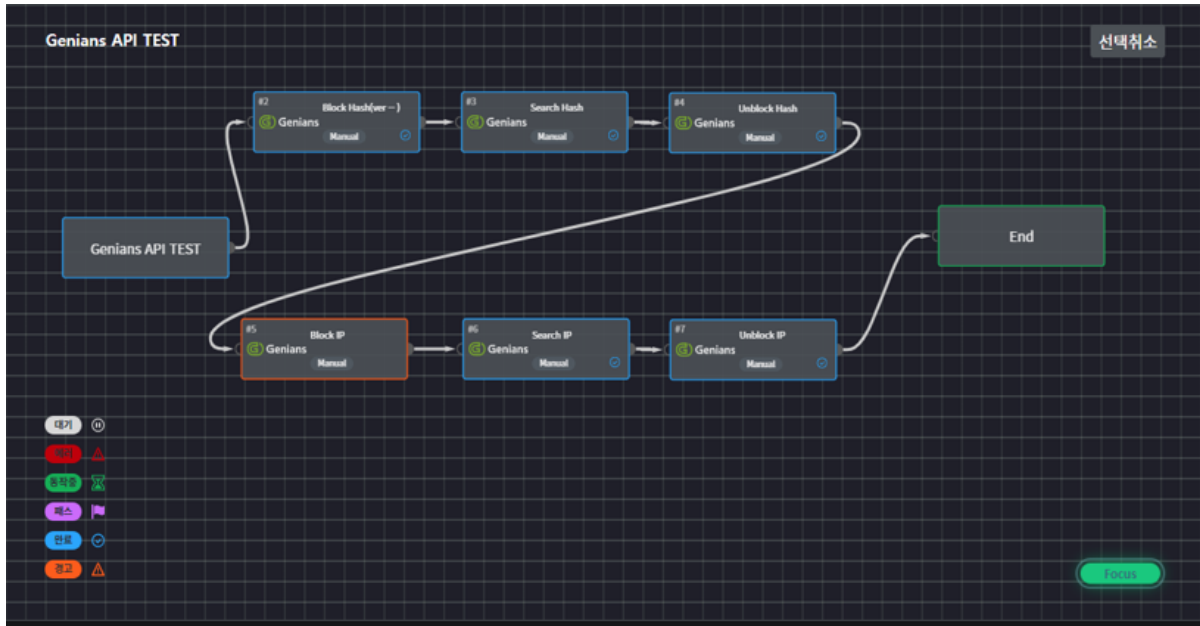 Genians API TEST
선택취소
#2
Block Hash(ver – )
Genians
Manual
#3
Search Hash
Genians
Manual
#4
Unblock Hash
Genians
Manual
Genians API TEST
End
#5
Block IP
Genians
Manual
#6
Search IP
Genians
Manual
#7
Unblock IP
Genians
Manual
대기
에러
동작중
패스
완료
경고
Focus